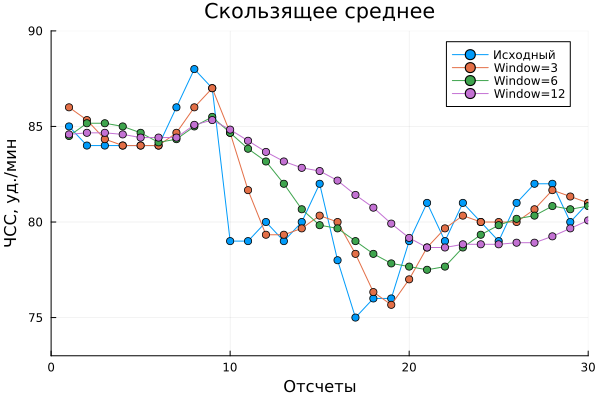 Скользящее среднее
90
85
80
75
0
10
20
30
ЧСС, уд./мин
Отсчеты
Исходный
Window=3
Window=6
Window=12